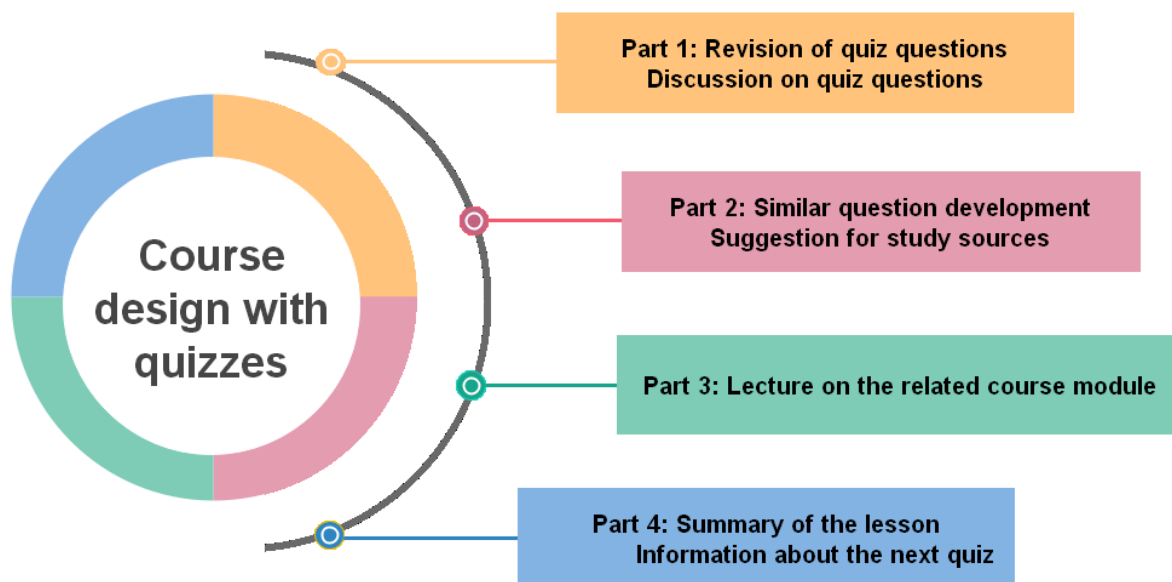 Course
design with
quizzes
Part 1: Revision of quiz questions
Discussion on quiz questions
Part 2: Similar question development
Suggestion for study sources
Part 3: Lecture on the related course module
Part 4: Summary of the lesson
Information about the next quiz